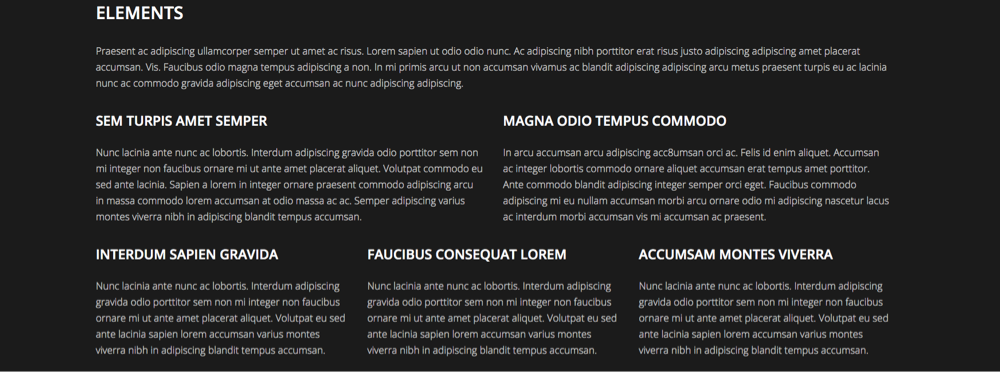 ELEMENTS
Praesent ac adipiscing ullamcorper semper ut amet ac risus. Lorem sapien ut odio odio nunc. Ac adipiscing nibh porttitor erat risus justo adipiscing adipiscing amet placerat
accumsan. Vis. Faucibus odio magna tempus adipiscing a non. In mi primis arcu ut non accumsan vivamus ac blandit adipiscing adipiscing arcu metus praesent turpis eu ac lacinia
nunc ac commodo gravida adipiscing eget accumsan ac nunc adipiscing adipiscing.
SEM TURPIS AMET SEMPER
Nunc lacinia ante nunc ac lobortis. Interdum adipiscing gravida odio porttitor sem non
mi integer non faucibus ornare mi ut ante amet placerat aliquet. Volutpat commodo eu
sed ante lacinia. Sapien a lorem in integer ornare praesent commodo adipiscing arcu
in massa commodo lorem accumsan at odio massa ac ac. Semper adipiscing varius
montes viverra nibh in adipiscing blandit tempus accumsan.
MAGNA ODIO TEMPUS COMMODO
In arcu accumsan arcu adipiscing acc8umsan orci ac. Felis id enim aliquet. Accumsan
ac integer lobortis commodo ornare aliquet accumsan erat tempus amet porttitor.
Ante commodo blandit adipiscing integer semper orci eget. Faucibus commodo
adipiscing mi eu nullam accumsan morbi arcu ornare odio mi adipiscing nascetur lacus
ac interdum morbi accumsan vis mi accumsan ac praesent.
INTERDUM SAPIEN GRAVIDA
Nunc lacinia ante nunc ac lobortis. Interdum adipiscing
gravida odio porttitor sem non mi integer non faucibus
ornare mi ut ante amet placerat aliquet. Volutpat eu sed
ante lacinia sapien lorem accumsan varius montes
viverra nibh in adipiscing blandit tempus accumsan.
FAUCIBUS CONSEQUAT LOREM
Nunc lacinia ante nunc ac lobortis. Interdum adipiscing
gravida odio porttitor sem non mi integer non faucibus
ornare mi ut ante amet placerat aliquet. Volutpat eu sed
ante lacinia sapien lorem accumsan varius montes
viverra nibh in adipiscing blandit tempus accumsan.
ACCUMSAM MONTES VIVERRA
Nunc lacinia ante nunc ac lobortis. Interdum adipiscing
gravida odio porttitor sem non mi integer non faucibus
ornare mi ut ante amet placerat aliquet. Volutpat eu sed
ante lacinia sapien lorem accumsan varius montes
viverra nibh in adipiscing blandit tempus accumsan.